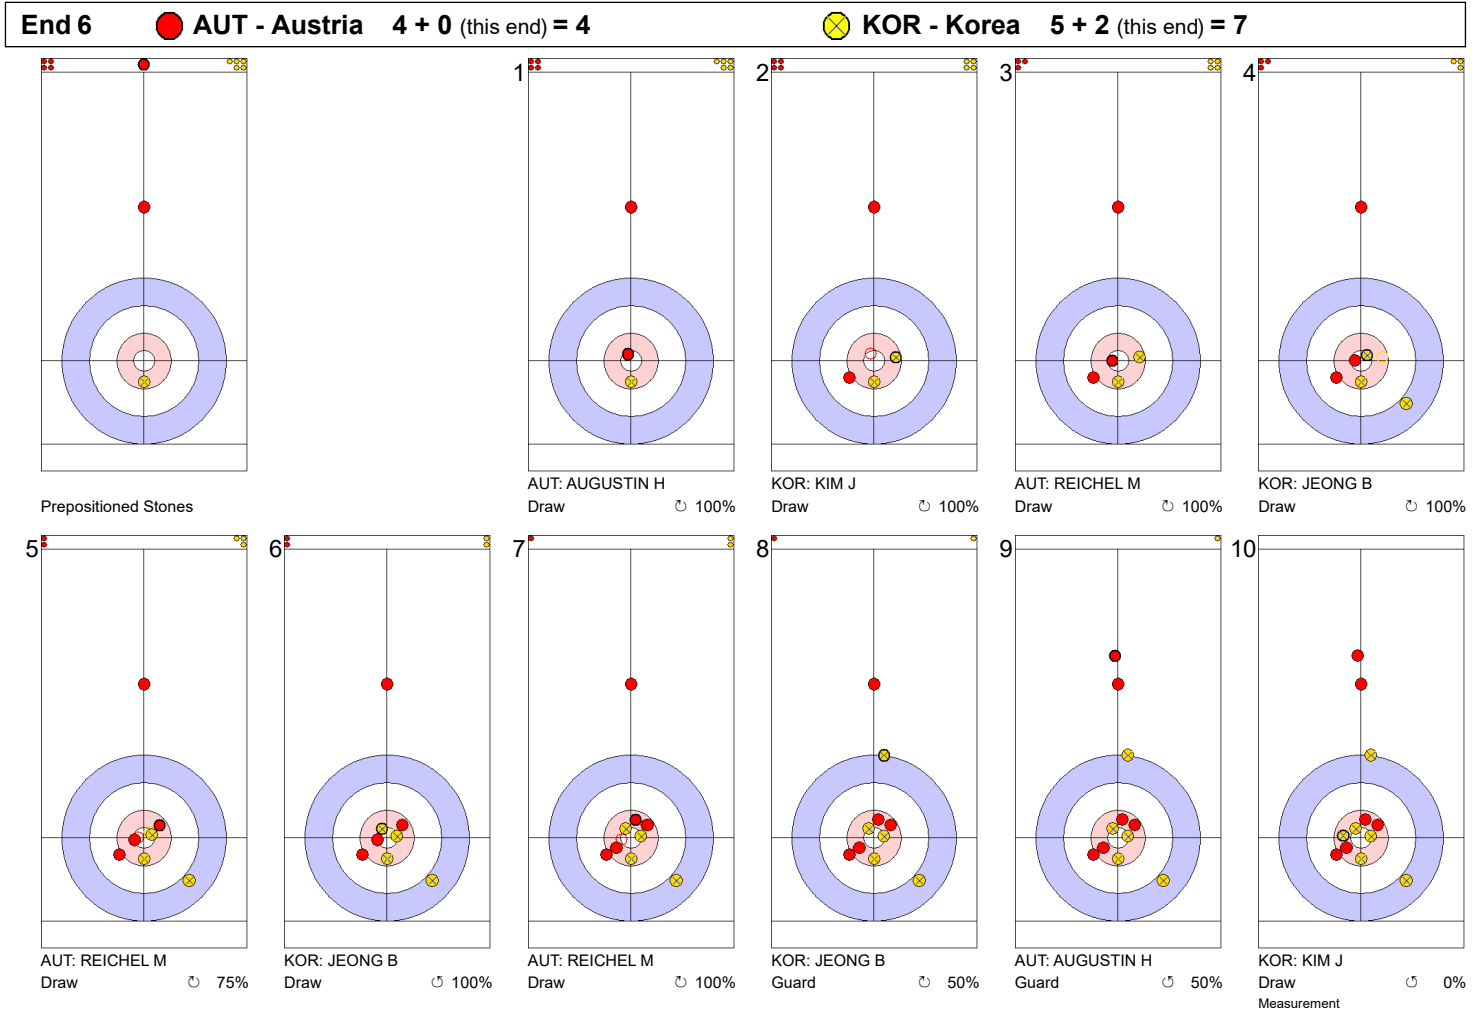 End 6 AUT - Austria 4 + 0 (this end) = 4 KOR - Korea 5 + 2 (this end) = 7
Prepositioned Stones
1
AUT: AUGUSTIN H
Draw 100%
2
KOR: KIM J
Draw 100%
3
AUT: REICHEL M
Draw 100%
4
KOR: JEONG B
Draw 100%
5
AUT: REICHEL M
Draw 75%
6
KOR: JEONG B
Draw 100%
7
AUT: REICHEL M
Draw 100%
8
KOR: JEONG B
Guard 50%
9
AUT: AUGUSTIN H
Guard 50%
10
KOR: KIM J
Draw 0%
Measurement